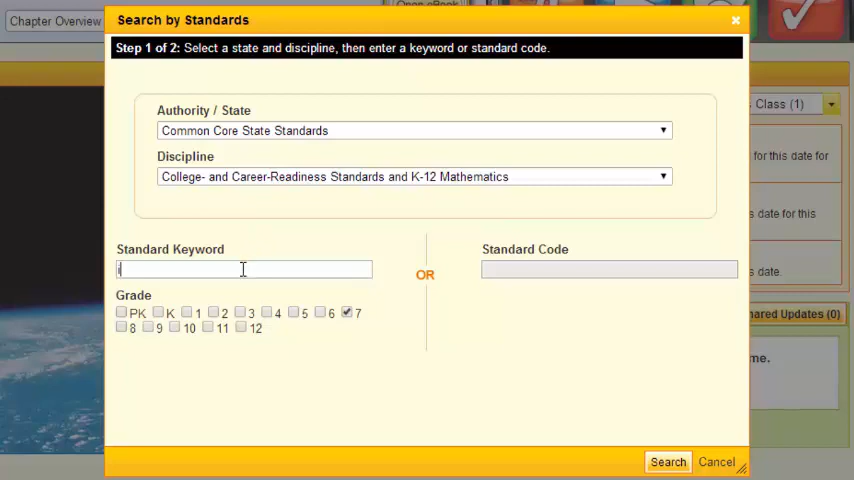 Chapter Overview
Open eBook
Search by Standards
Step 1 of 2: Select a state and discipline, then enter a keyword or standard code.
Authority / State
Common Core State Standards
Discipline
College- and Career-Readiness Standards and K-12 Mathematics
Class (1)
for this date for
s date for this
s date.
Standard Keyword
i
OR
Standard Code
Grade
PK K 1 2 3 4 5 6 7
8 9 10 11 12
hared Updates (0)
me.
Search Cancel